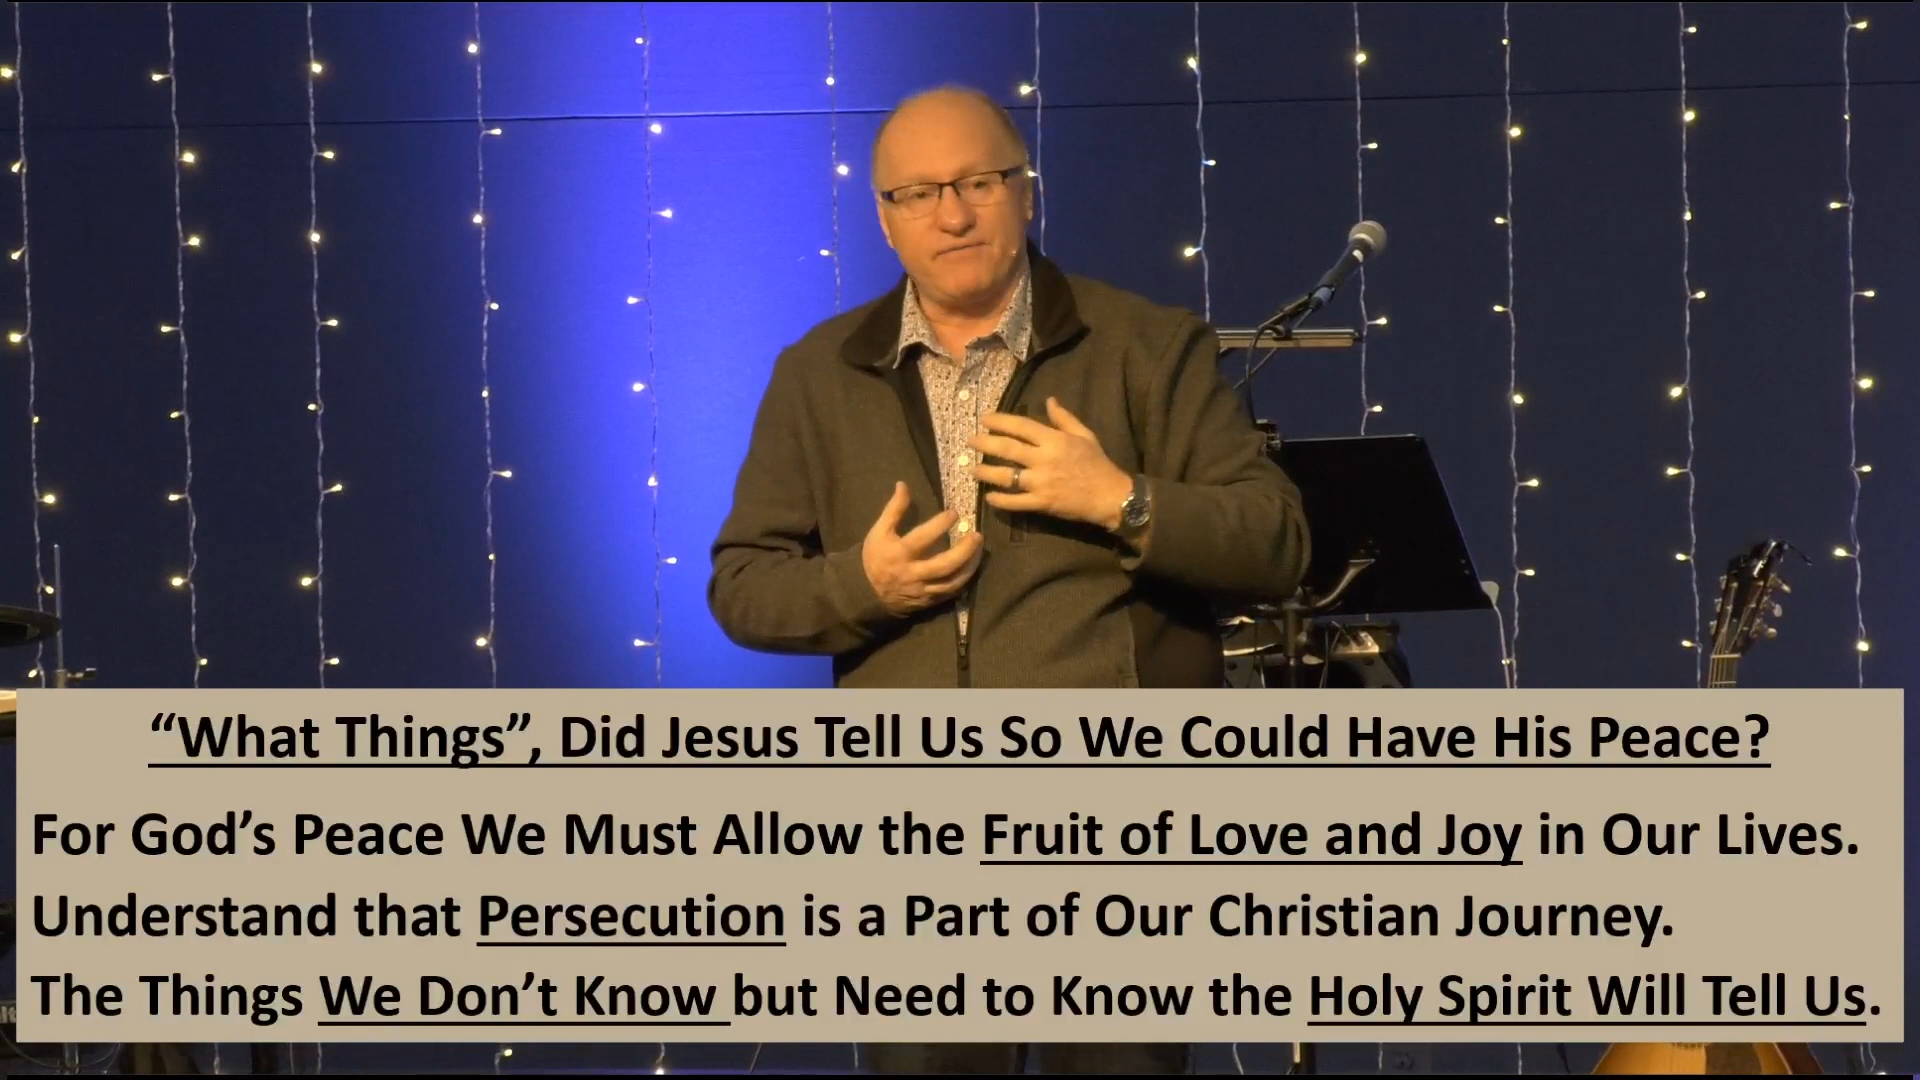 “What Things”, Did Jesus Tell Us So We Could Have His Peace?
For God’s Peace We Must Allow the Fruit of Love and Joy in Our Lives.
Understand that Persecution is a Part of Our Christian Journey.
The Things We Don’t Know but Need to Know the Holy Spirit Will Tell Us.